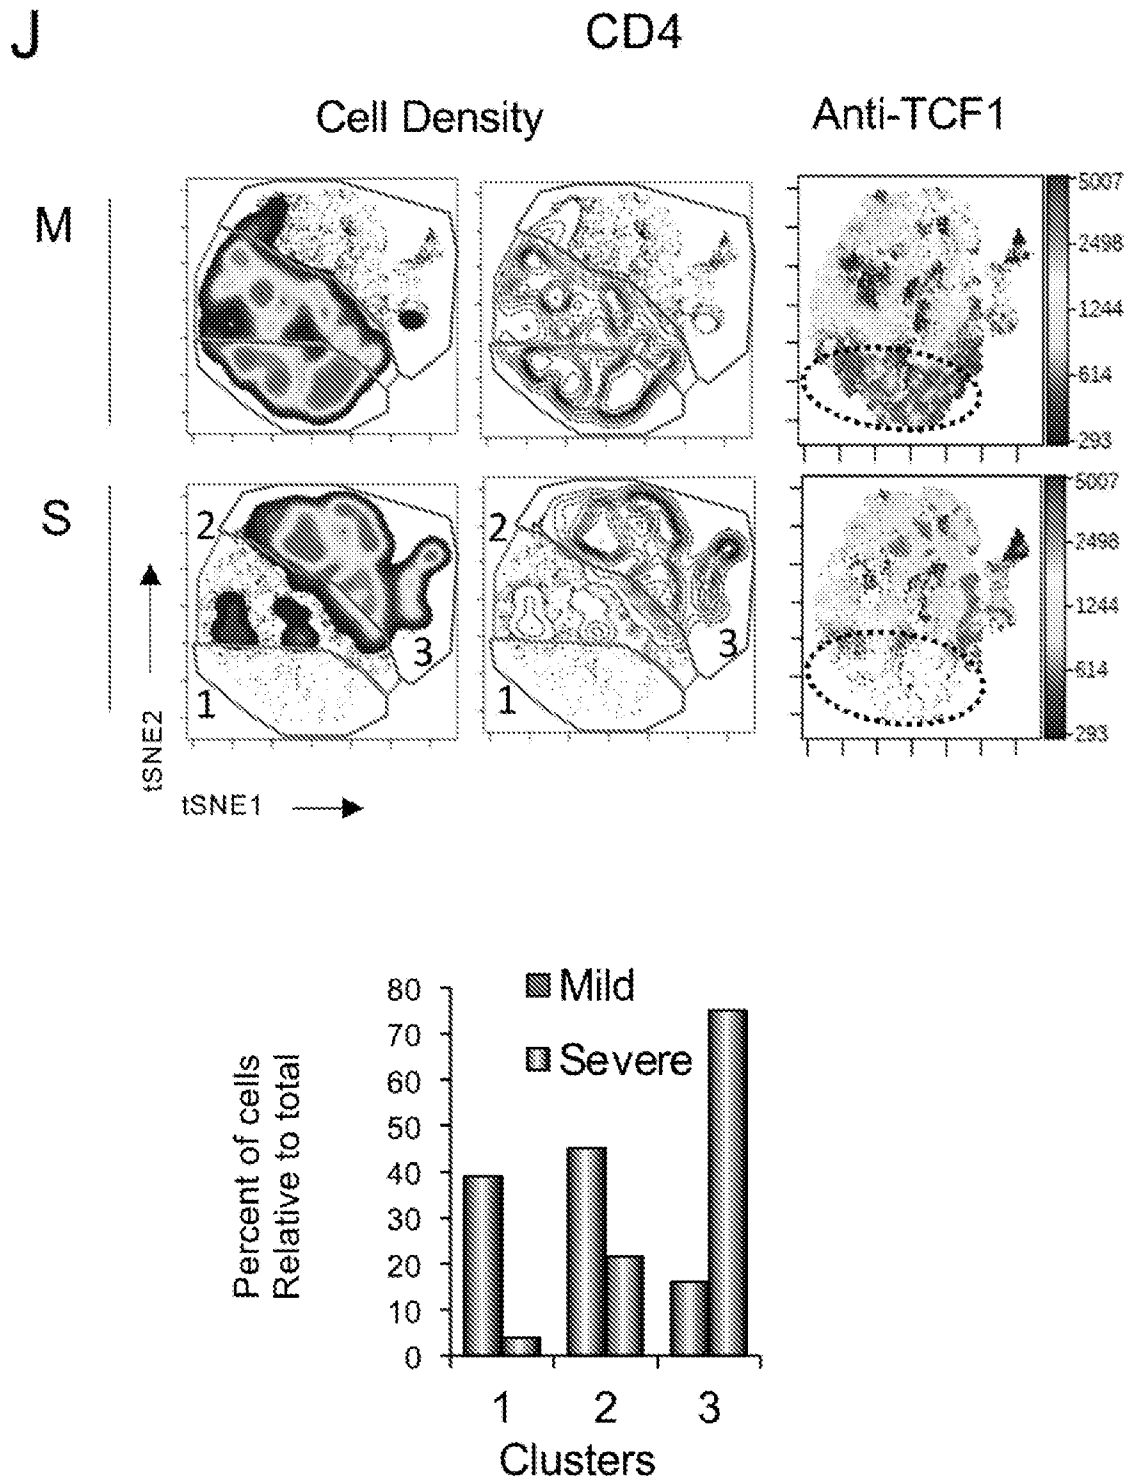 J
CD4
Cell Density
Anti-TCF1
M
5007
2498
1244
614
293
S
2
3
1
2
3
1
5007
2498
1244
614
293
tSNE2
tSNE1
Mild
Severe
80
70
60
50
40
30
20
10
0
Percent of cells
Relative to total
1 2 3
Clusters